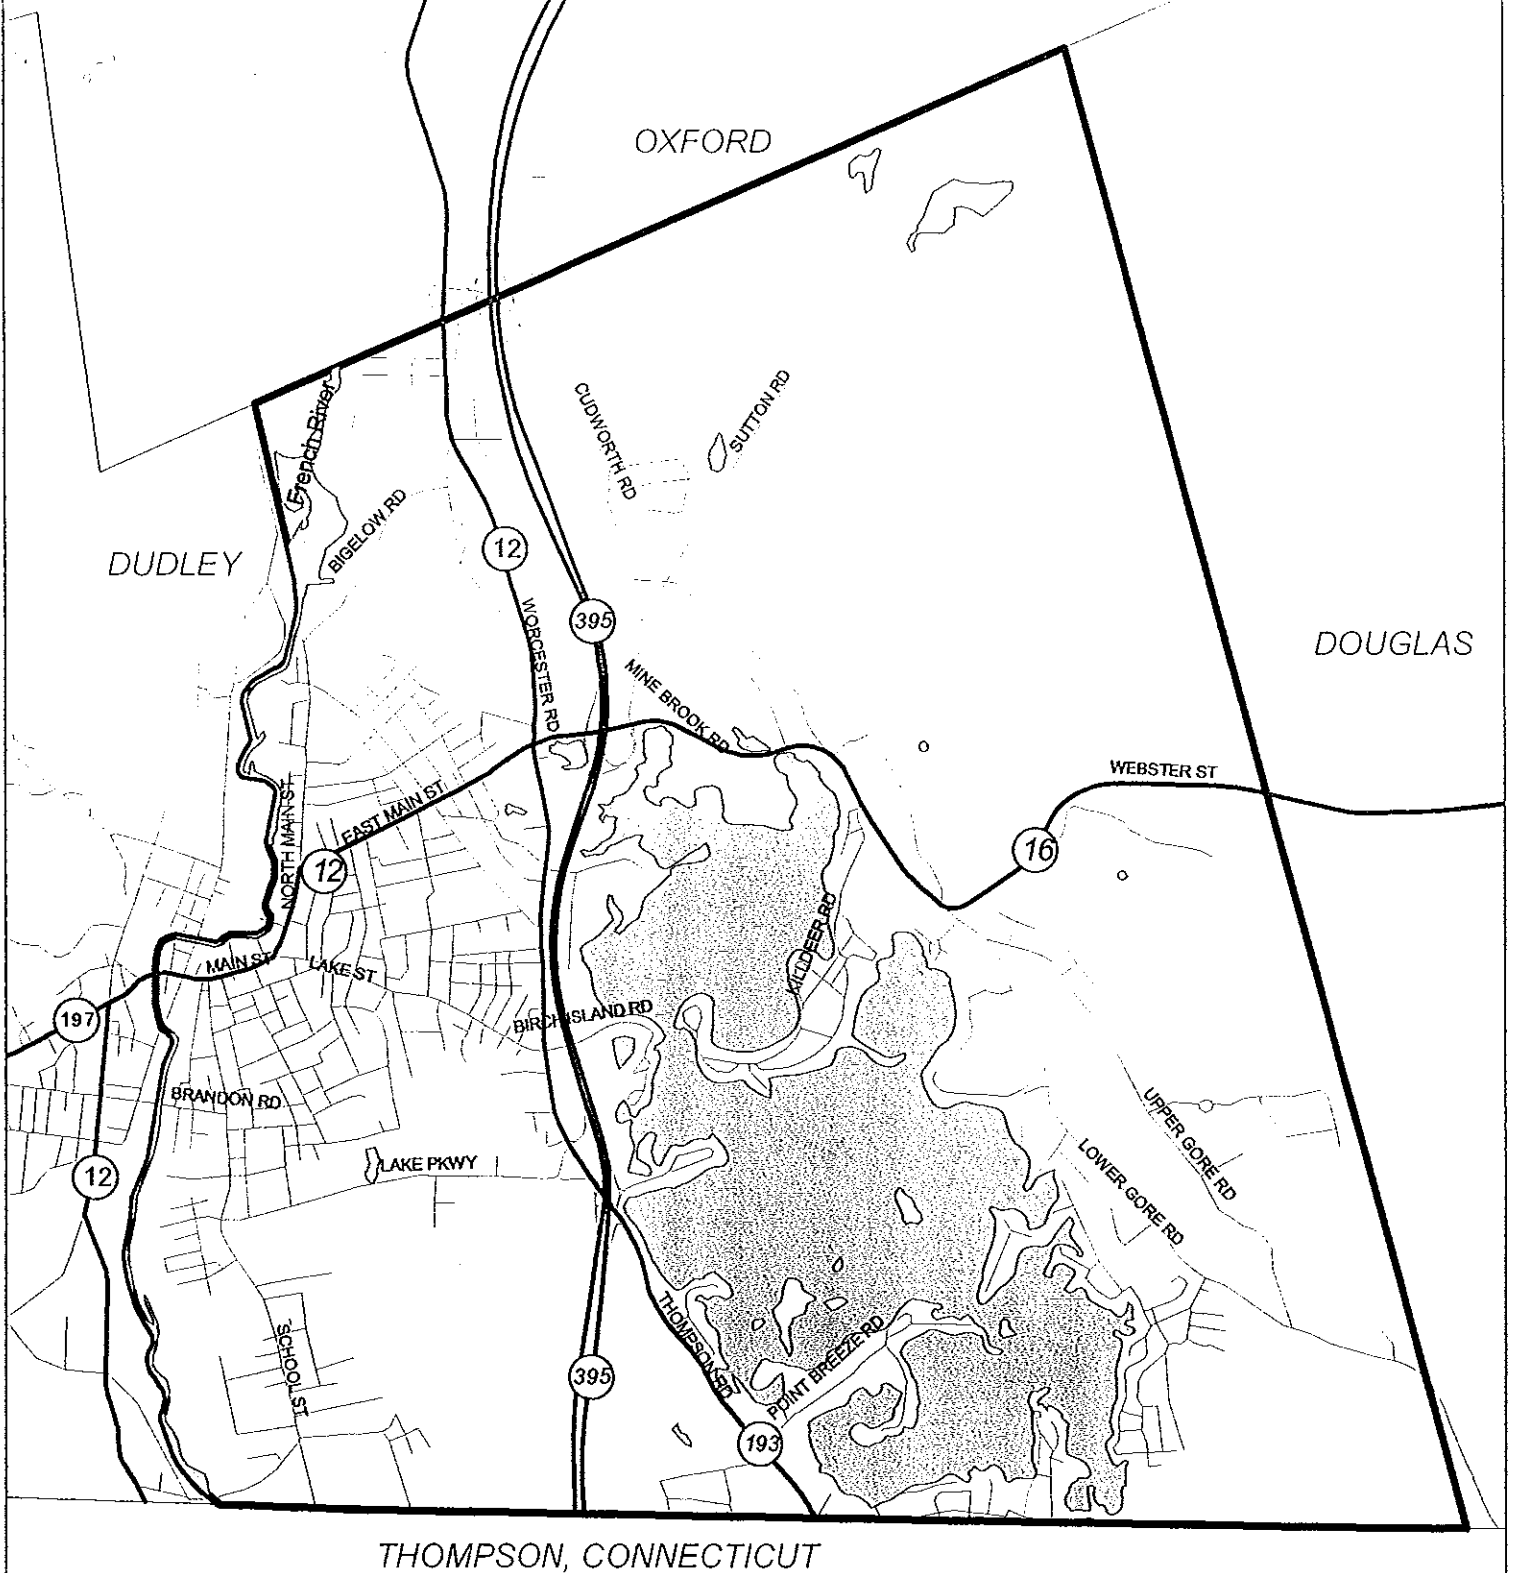 OXFORD
French River
CUDWORTH RD
SUTTON RD
BIGELOW RD
DUDLEY
12
395
WORCESTER RD
DOUGLAS
MINE BROOK RD
WEBSTER ST
NORTH MAIN ST
EAST MAIN ST
12
16
KILLDEER RD
MAIN ST
LAKE ST
197
BIRCH ISLAND RD
BRANDON RD
UPPER GORE RD
LAKE PKWY
LOWER GORE RD
12
THOMPSON RD
SCHOOL ST
POINT BREEZE RD
395
193
THOMPSON, CONNECTICUT